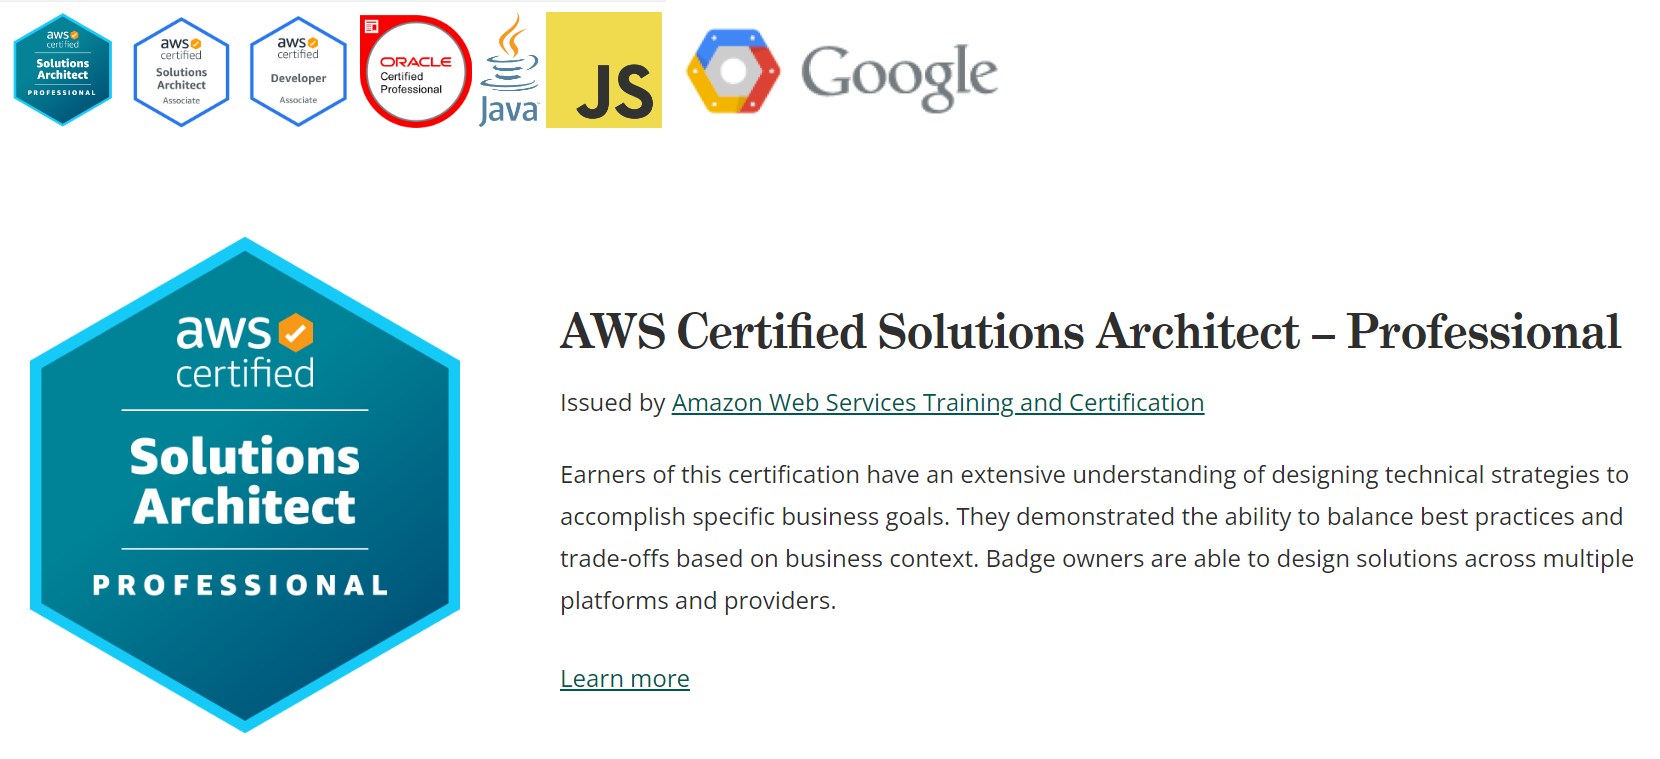 aws
certified
Solutions
Architect
PROFESSIONAL
aws
certified
Solutions
Architect
Associate
aws
certified
Developer
Associate
ORACLE
Certified
Professional
Java
JS
Google
aws
certified
Solutions
Architect
PROFESSIONAL
AWS Certified Solutions Architect – Professional
Issued by Amazon Web Services Training and Certification
Earners of this certification have an extensive understanding of designing technical strategies to
accomplish specific business goals. They demonstrated the ability to balance best practices and
trade-offs based on business context. Badge owners are able to design solutions across multiple
platforms and providers.
Learn more